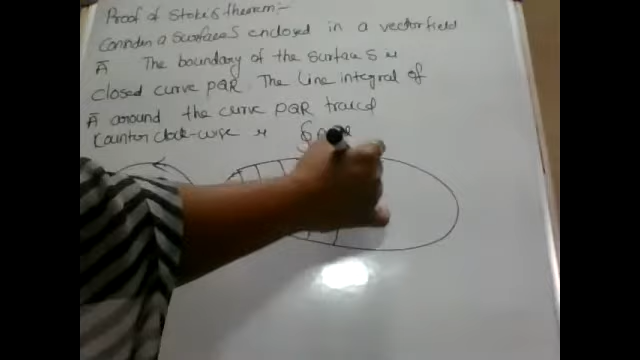 Proof of Stoke's theorem:-
Consider a surface S enclosed in a vector field
A̅ The boundary of the surface S is
closed curve PQR. The line integral of
A̅ around the curve PQR traced
counter clock-wise is ∮